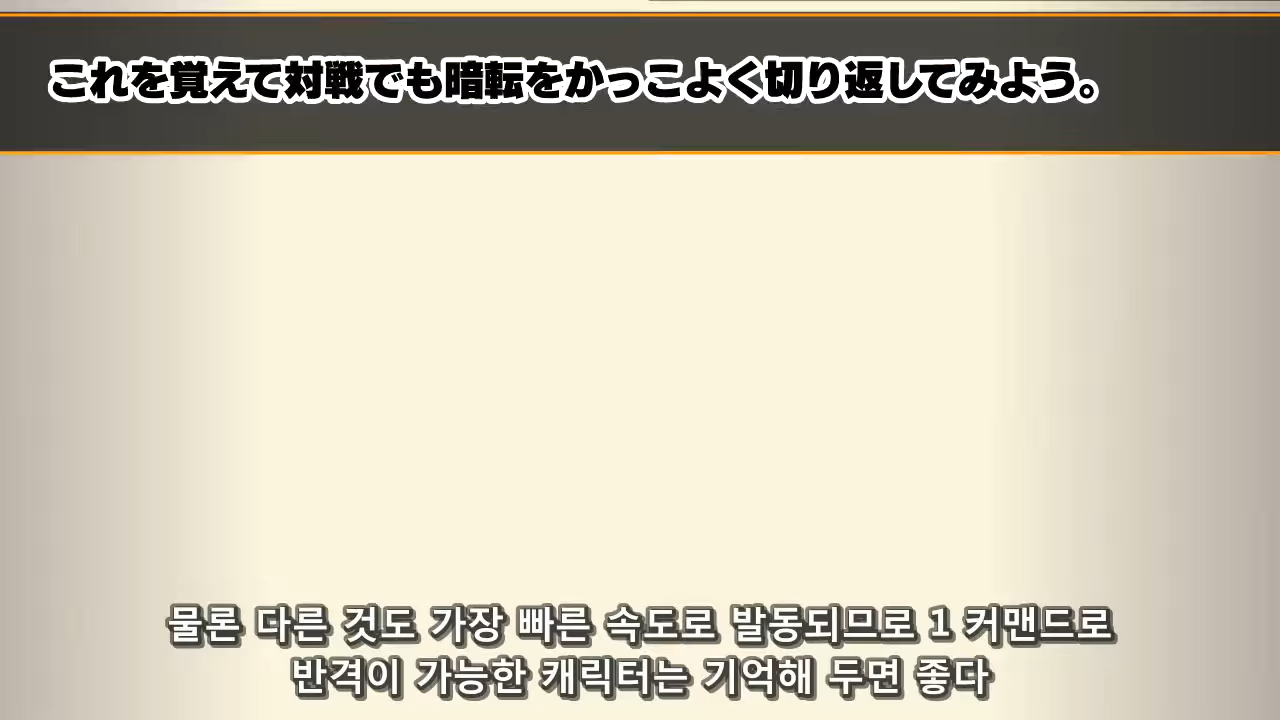 これを覚えて対戦でも暗転をかっこよく切り返してみよう。
물론 다른 것도 가장 빠른 속도로 발동되므로 1 커맨드로
반격이 가능한 캐릭터는 기억해 두면 좋다